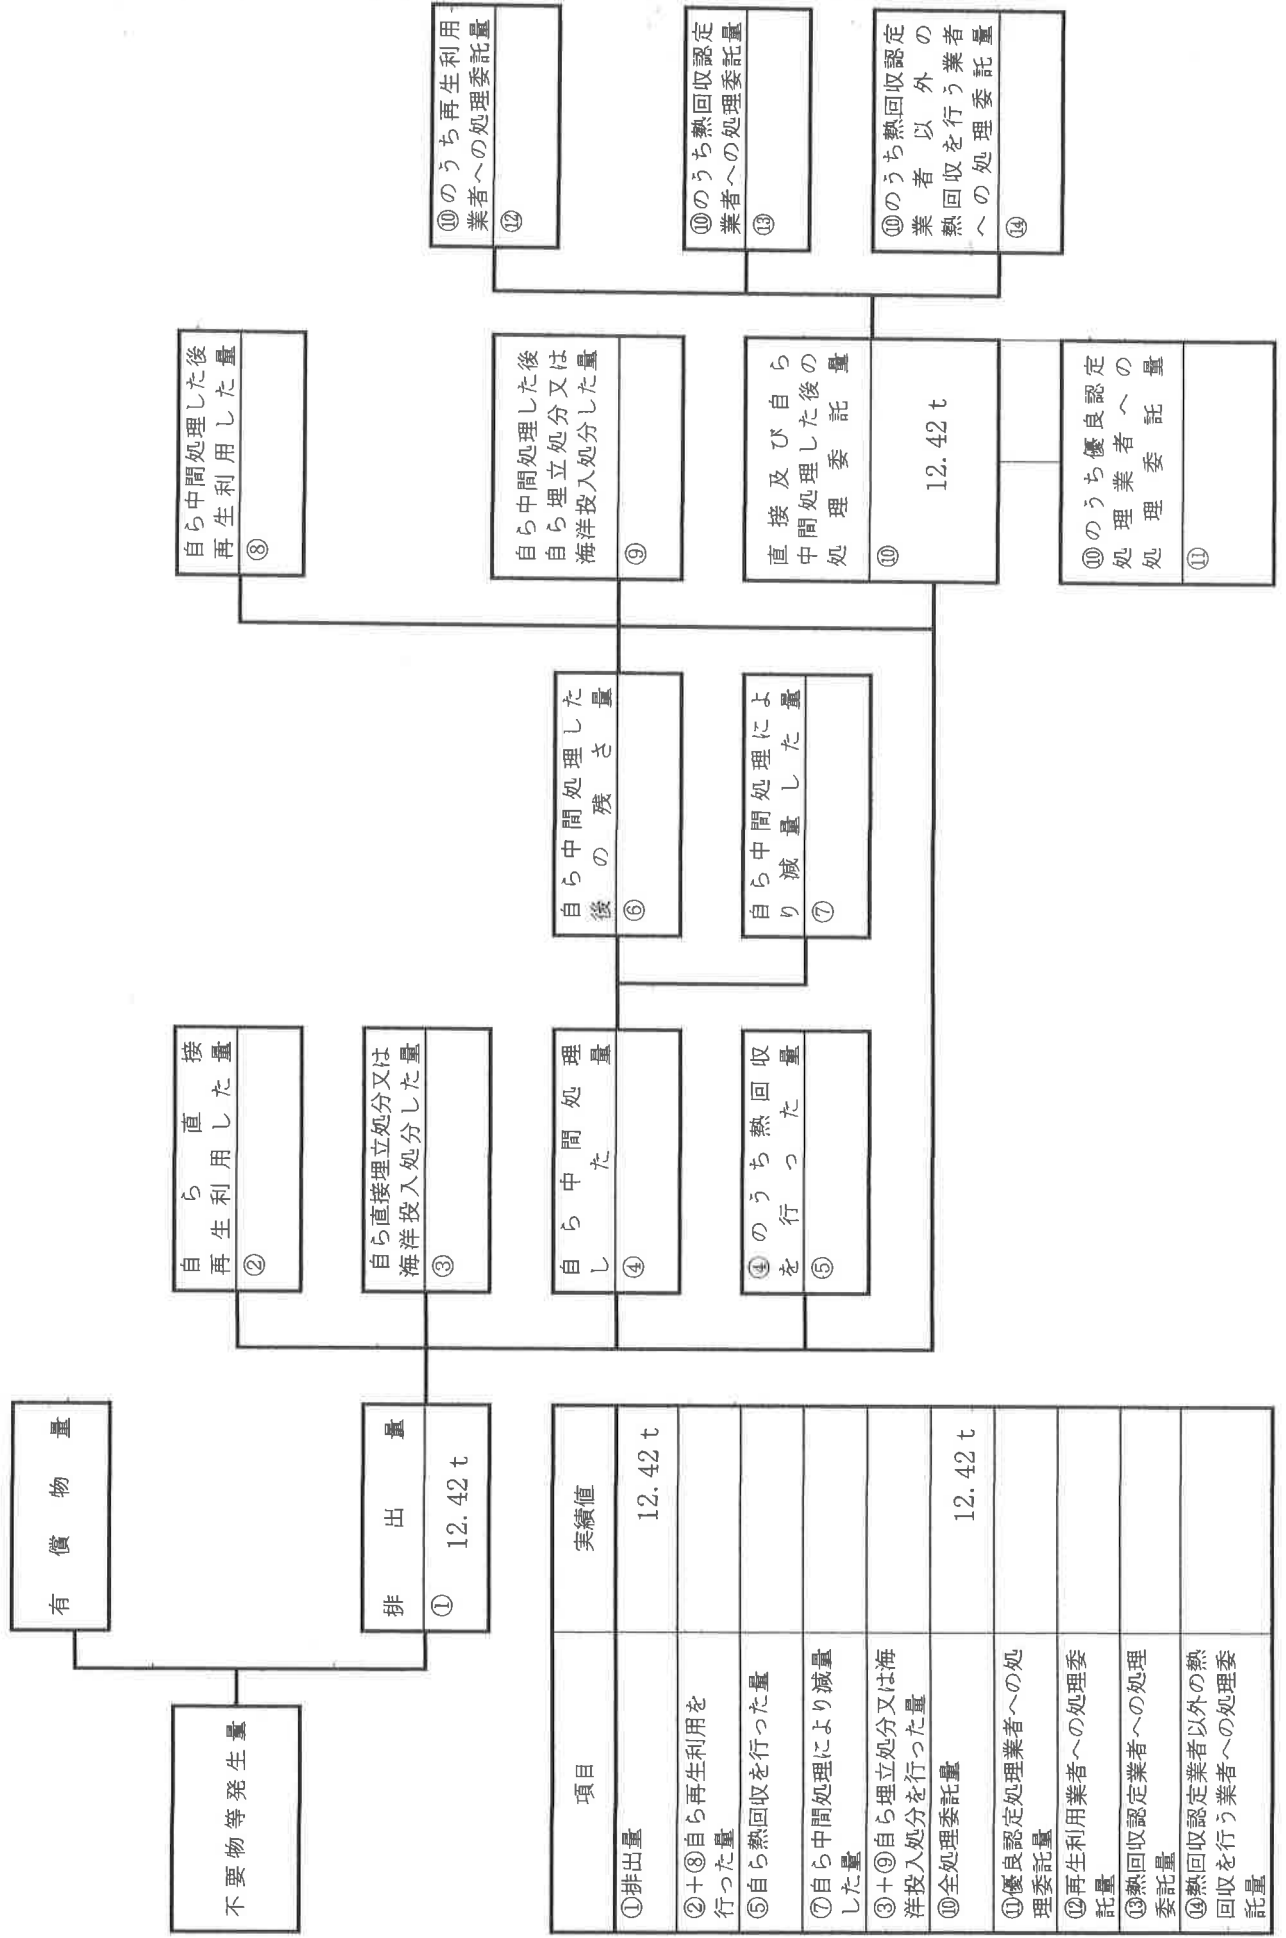 不要物等発生量
有償物量
排出量
① 12.42 t
自ら直接
再生利用した量
②
自ら直接埋立処分又は
海洋投入処分した量
③
自ら中間処理
した量
④
④のうち熱回収
を行った量
⑤
自ら中間処理した
後の残さ量
⑥
自ら中間処理によ
り減量した量
⑦
自ら中間処理した後
再生利用した量
⑧
自ら中間処理した後
自ら埋立処分又は
海洋投入処分した量
⑨
直接及び自ら
中間処理した後の
処理委託量
⑩
12.42 t
⑩のうち優良認定
処理業者への
処理委託量
⑪
⑩のうち再生利用
業者への処理委託量
⑫
⑩のうち熱回収認定
業者への処理委託量
⑬
⑩のうち熱回収認定
業者以外の
熱回収を行う業者
への処理委託量
⑭
項目 実績値
①排出量 12.42 t
②+⑧自ら再生利用を
行った量
⑤自ら熱回収を行った量
⑦自ら中間処理により減量
した量
③+⑨自ら埋立処分又は海
洋投入処分を行った量
⑩全処理委託量 12.42 t
⑪優良認定処理業者への処
理委託量
⑫再生利用業者への処理委
託量
⑬熱回収認定業者への処理
委託量
⑭熱回収認定業者以外の熱
回収を行う業者への処理委
託量